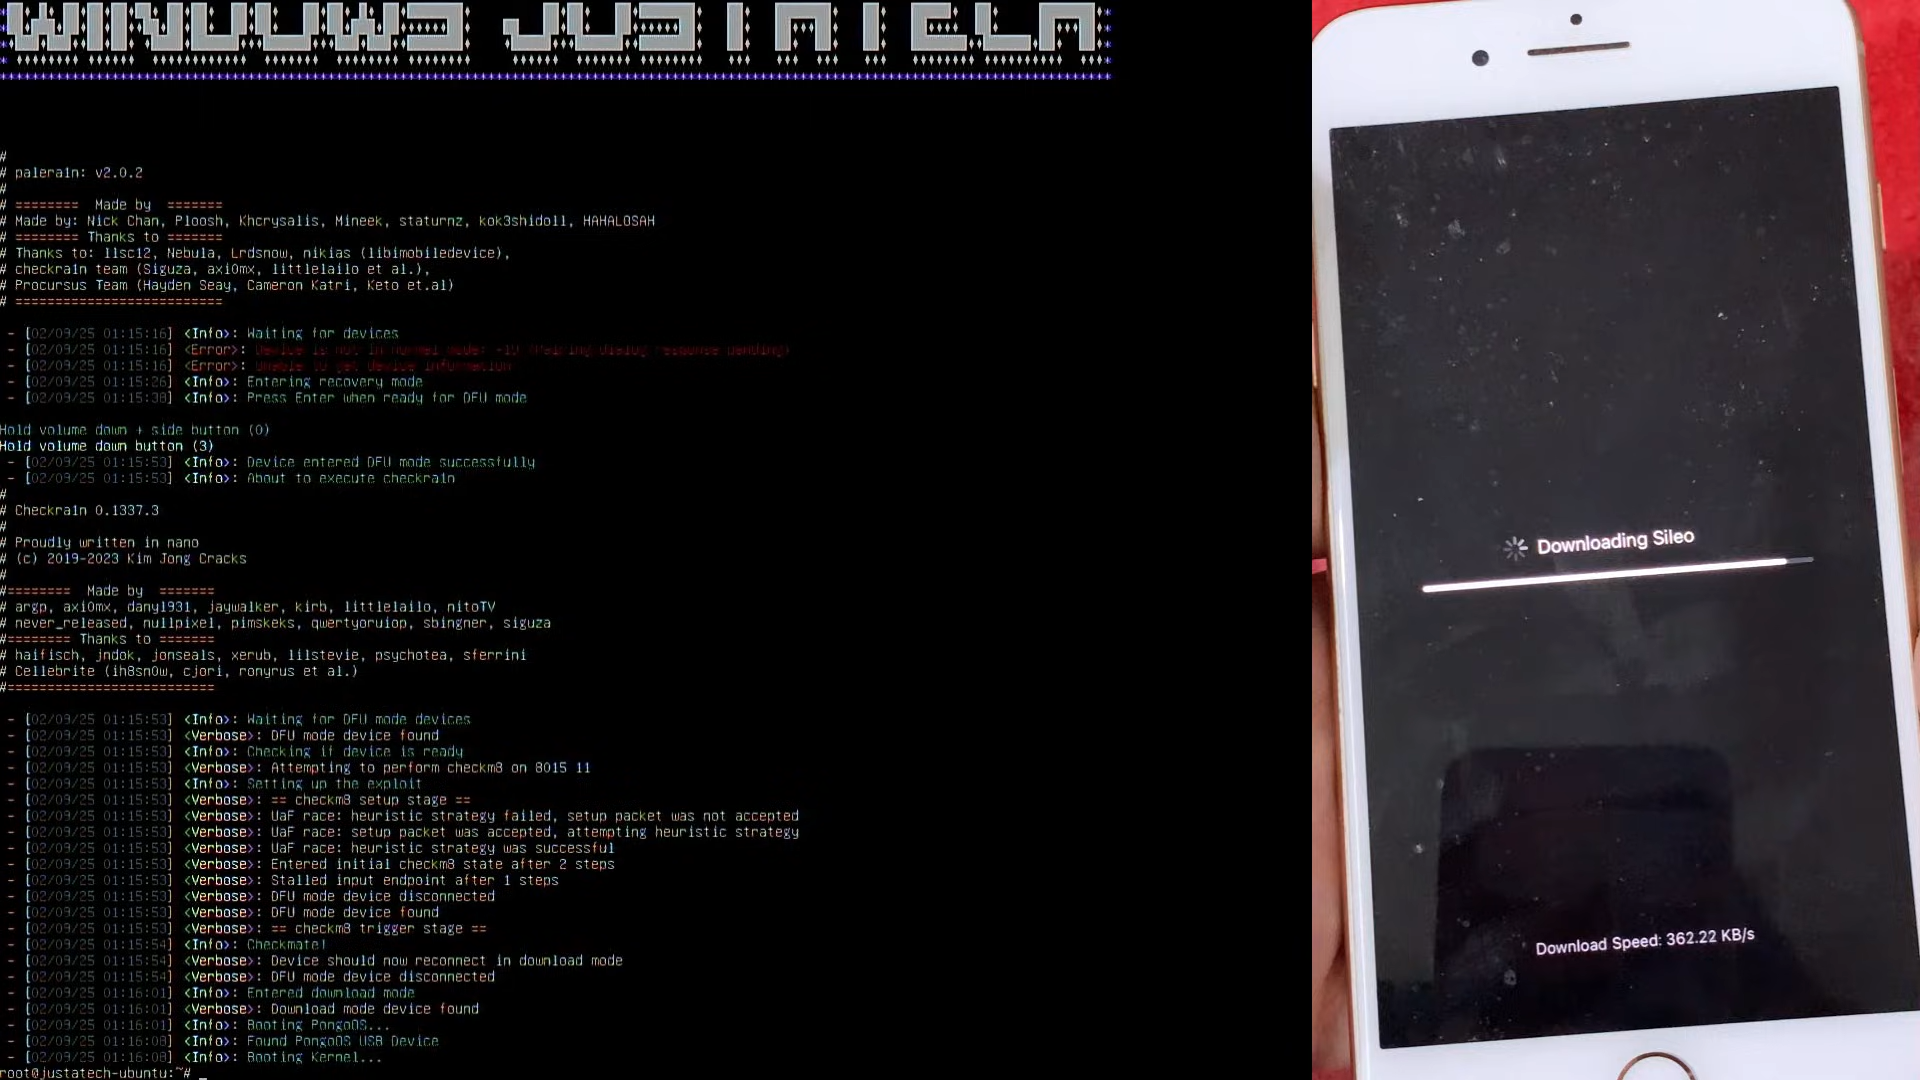 #
# palera1n: v2.0.2
#
# ======== Made by =======
# Made by: Nick Chan, Ploosh, Khcrysalis, Mineek, staturnz, kok3shidoll, HAHALOSAH
# ======== Thanks to =======
# Thanks to: llsc12, Nebula, Lrdsnow, nikias (libimobiledevice),
# checkra1n team (Siguza, axi0mx, littlelailo et al.),
# Procursus Team (Hayden Seay, Cameron Katri, Keto et.al)
# ==========================
- [02/09/25 01:15:16] <Info>: Waiting for devices
- [02/09/25 01:15:16] <Error>: Device is not in normal mode: -19 (Pairing dialog response pending)
- [02/09/25 01:15:16] <Error>: Unable to get device information
- [02/09/25 01:15:26] <Info>: Entering recovery mode
- [02/09/25 01:15:38] <Info>: Press Enter when ready for DFU mode
Hold volume down + side button (0)
Hold volume down button (3)
- [02/09/25 01:15:53] <Info>: Device entered DFU mode successfully
- [02/09/25 01:15:53] <Info>: About to execute checkra1n
#
# Checkra1n 0.1337.3
#
# Proudly written in nano
# (c) 2019-2023 Kim Jong Cracks
#
#======== Made by =======
# argp, axi0mx, danyl931, jaywalker, kirb, littlelailo, nitoTV
# never_released, nullpixel, pimskeks, qwertyoruiop, sbingner, siguza
#======== Thanks to =======
# haifisch, jndok, jonseals, xerub, lilstevie, psychotea, sferrini
# Cellebrite (ih8sn0w, cjori, ronyrus et al.)
#==========================
- [02/09/25 01:15:53] <Info>: Waiting for DFU mode devices
- [02/09/25 01:15:53] <Verbose>: DFU mode device found
- [02/09/25 01:15:53] <Info>: Checking if device is ready
- [02/09/25 01:15:53] <Verbose>: Attempting to perform checkm8 on 8015 11
- [02/09/25 01:15:53] <Info>: Setting up the exploit
- [02/09/25 01:15:53] <Verbose>: == checkm8 setup stage ==
- [02/09/25 01:15:53] <Verbose>: UaF race: heuristic strategy failed, setup packet was not accepted
- [02/09/25 01:15:53] <Verbose>: UaF race: setup packet was accepted, attempting heuristic strategy
- [02/09/25 01:15:53] <Verbose>: UaF race: heuristic strategy was successful
- [02/09/25 01:15:53] <Verbose>: Entered initial checkm8 state after 2 steps
- [02/09/25 01:15:53] <Verbose>: Stalled input endpoint after 1 steps
- [02/09/25 01:15:53] <Verbose>: DFU mode device disconnected
- [02/09/25 01:15:53] <Verbose>: DFU mode device found
- [02/09/25 01:15:53] <Verbose>: == checkm8 trigger stage ==
- [02/09/25 01:15:54] <Info>: Checkmate!
- [02/09/25 01:15:54] <Verbose>: Device should now reconnect in download mode
- [02/09/25 01:15:54] <Verbose>: DFU mode device disconnected
- [02/09/25 01:16:01] <Info>: Entered download mode
- [02/09/25 01:16:01] <Verbose>: Download mode device found
- [02/09/25 01:16:01] <Info>: Booting PongoOS...
- [02/09/25 01:16:08] <Info>: Found PongoOS USB Device
- [02/09/25 01:16:08] <Info>: Booting Kernel...
root@justatech-ubuntu:~# _
Downloading Sileo
Download Speed: 362.22 KB/s